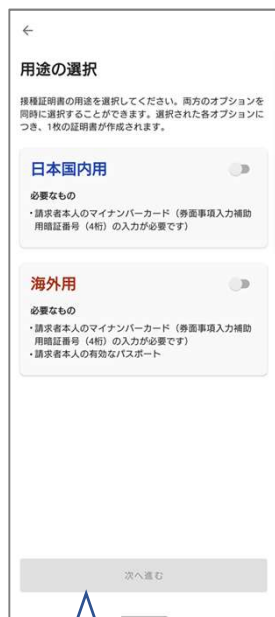 用途の選択
接種証明書の用途を選択してください。両方のオプションを
同時に選択することができます。選択された各オプションに
つき、1枚の証明書が作成されます。
日本国内用
必要なもの
・請求者本人のマイナンバーカード（券面事項入力補助
用暗証番号（4桁）の入力が必要です）
海外用
必要なもの
・請求者本人のマイナンバーカード（券面事項入力補助
用暗証番号（4桁）の入力が必要です）
・請求者本人の有効なパスポート
次へ進む